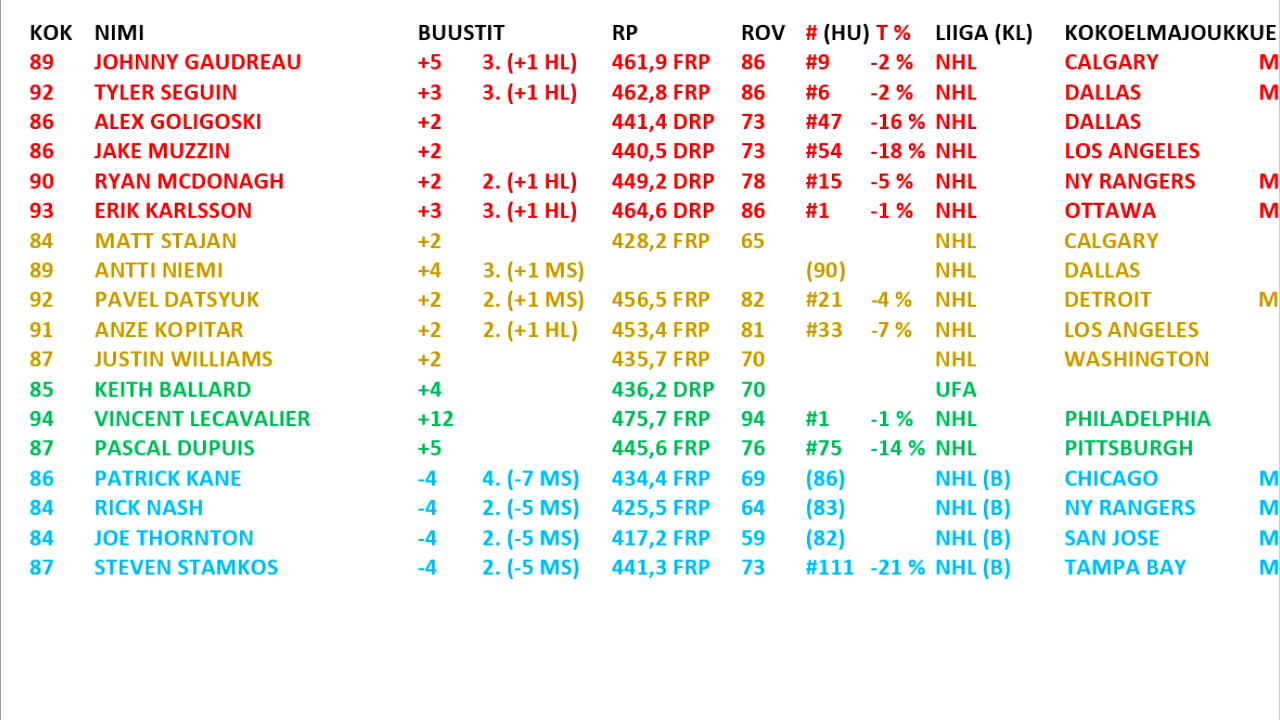 KOK NIMI BUUSTIT RP ROV # (HU) T % LIIGA (KL) KOKOELMAJOUKKUE
89 JOHNNY GAUDREAU +5 3. (+1 HL) 461,9 FRP 86 #9 -2 % NHL CALGARY M
92 TYLER SEGUIN +3 3. (+1 HL) 462,8 FRP 86 #6 -2 % NHL DALLAS M
86 ALEX GOLIGOSKI +2 441,4 DRP 73 #47 -16 % NHL DALLAS
86 JAKE MUZZIN +2 440,5 DRP 73 #54 -18 % NHL LOS ANGELES
90 RYAN MCDONAGH +2 2. (+1 HL) 449,2 DRP 78 #15 -5 % NHL NY RANGERS M
93 ERIK KARLSSON +3 3. (+1 HL) 464,6 DRP 86 #1 -1 % NHL OTTAWA M
84 MATT STAJAN +2 428,2 FRP 65 NHL CALGARY
89 ANTTI NIEMI +4 3. (+1 MS) (90) NHL DALLAS
92 PAVEL DATSYUK +2 2. (+1 MS) 456,5 FRP 82 #21 -4 % NHL DETROIT M
91 ANZE KOPITAR +2 2. (+1 HL) 453,4 FRP 81 #33 -7 % NHL LOS ANGELES
87 JUSTIN WILLIAMS +2 435,7 FRP 70 NHL WASHINGTON
85 KEITH BALLARD +4 436,2 DRP 70 UFA
94 VINCENT LECAVALIER +12 475,7 FRP 94 #1 -1 % NHL PHILADELPHIA
87 PASCAL DUPUIS +5 445,6 FRP 76 #75 -14 % NHL PITTSBURGH
86 PATRICK KANE -4 4. (-7 MS) 434,4 FRP 69 (86) NHL (B) CHICAGO M
84 RICK NASH -4 2. (-5 MS) 425,5 FRP 64 (83) NHL (B) NY RANGERS M
84 JOE THORNTON -4 2. (-5 MS) 417,2 FRP 59 (82) NHL (B) SAN JOSE M
87 STEVEN STAMKOS -4 2. (-5 MS) 441,3 FRP 73 #111 -21 % NHL (B) TAMPA BAY M